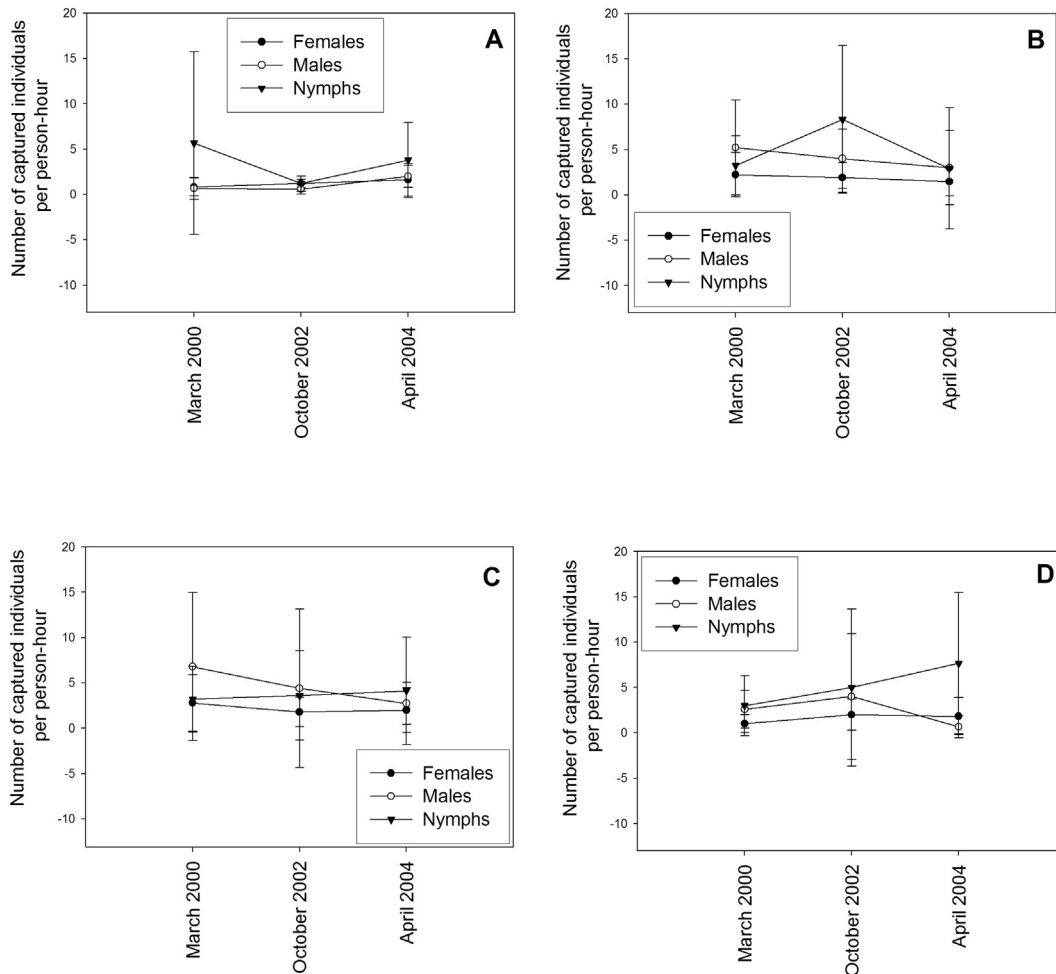 A
Number of captured individuals
per person-hour
20
15
10
5
0
-5
-10
Females
Males
Nymphs
March 2000
October 2002
April 2004
B
Number of captured individuals
per person-hour
20
15
10
5
0
-5
-10
Females
Males
Nymphs
March 2000
October 2002
April 2004
C
Number of captured individuals
per person-hour
20
15
10
5
0
-5
-10
Females
Males
Nymphs
March 2000
October 2002
April 2004
D
Number of captured individuals
per person-hour
20
15
10
5
0
-5
-10
Females
Males
Nymphs
March 2000
October 2002
April 2004